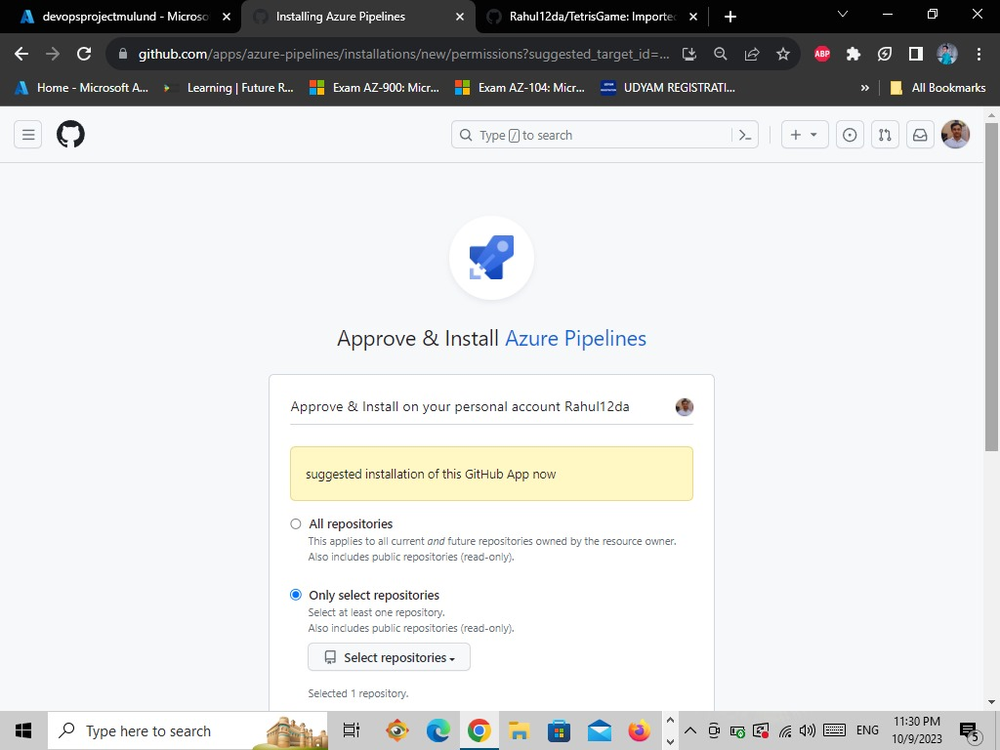 devopsprojectmulund - Microso
Installing Azure Pipelines
Rahul12da/TetrisGame: Importe
github.com/apps/azure-pipelines/installations/new/permissions?suggested_target_id=...
ABP
Home - Microsoft A...
Learning | Future R...
Exam AZ-900: Micr...
Exam AZ-104: Micr...
UDYAM REGISTRATI...
»
All Bookmarks
Type / to search
Approve & Install Azure Pipelines
Approve & Install on your personal account Rahul12da
suggested installation of this GitHub App now
All repositories
This applies to all current and future repositories owned by the resource owner.
Also includes public repositories (read-only).
Only select repositories
Select at least one repository.
Also includes public repositories (read-only).
Select repositories
Selected 1 repository.
Type here to search
ENG
11:30 PM
10/9/2023
5